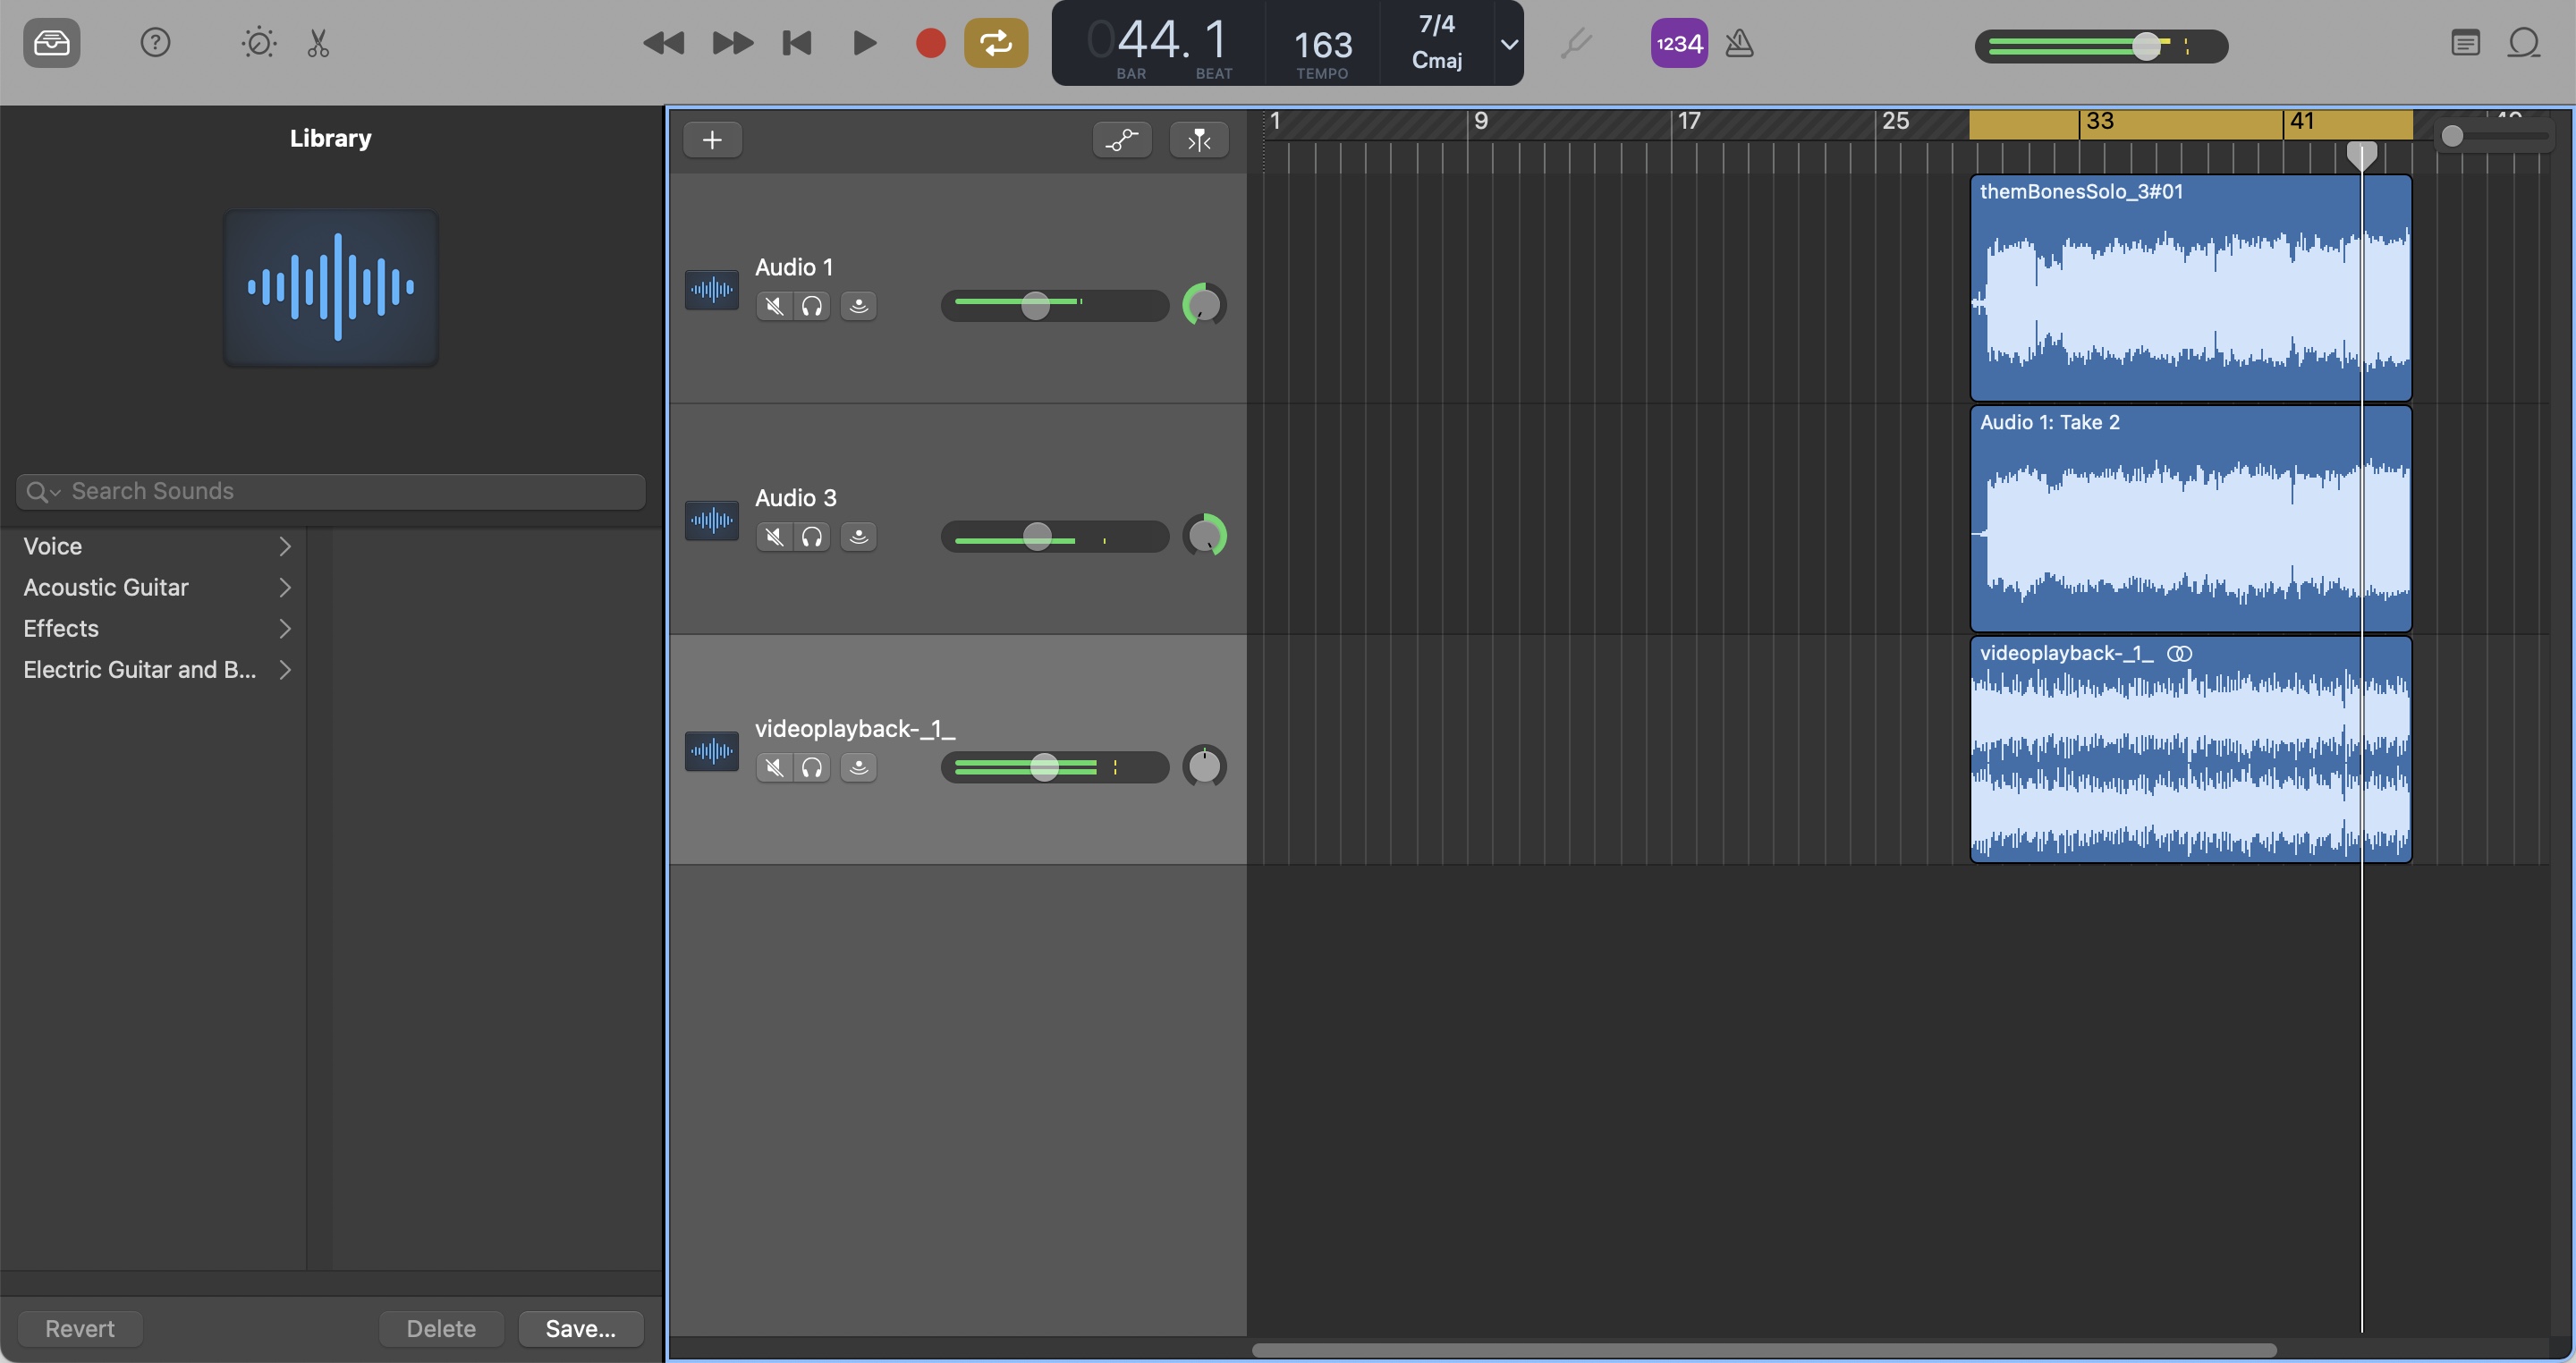 044. 1
BAR
BEAT
163
TEMPO
7/4
Cmaj
1234
Library
Search Sounds
Voice
Acoustic Guitar
Effects
Electric Guitar and B...
Revert
Delete
Save...
1
9
17
25
33
41
Audio 1
themBonesSolo_3#01
Audio 3
Audio 1: Take 2
videoplayback-_1_
videoplayback-_1_